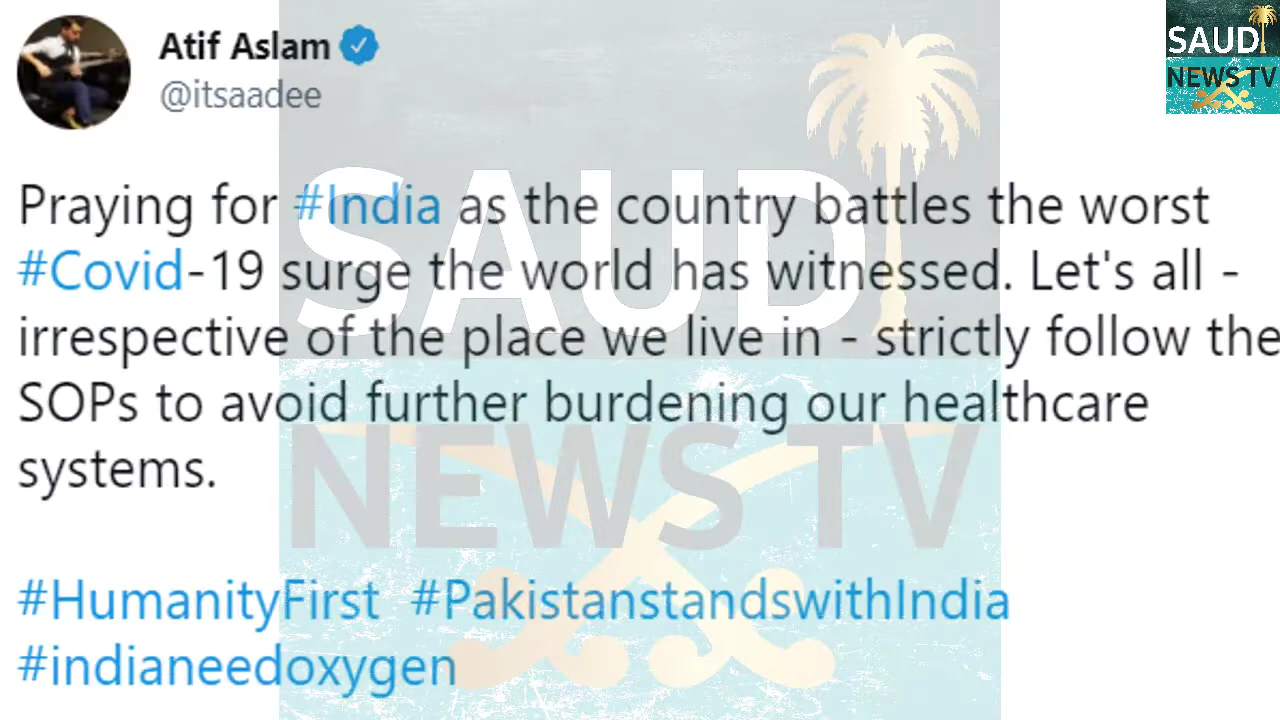 Atif Aslam
@itsaadee
SAUDI
NEWS TV
Praying for #India as the country battles the worst
#Covid-19 surge the world has witnessed. Let's all -
irrespective of the place we live in - strictly follow the
SOPs to avoid further burdening our healthcare
systems.
#HumanityFirst #PakistanstandswithIndia
#indianeedoxygen
SAUDI
NEWS TV